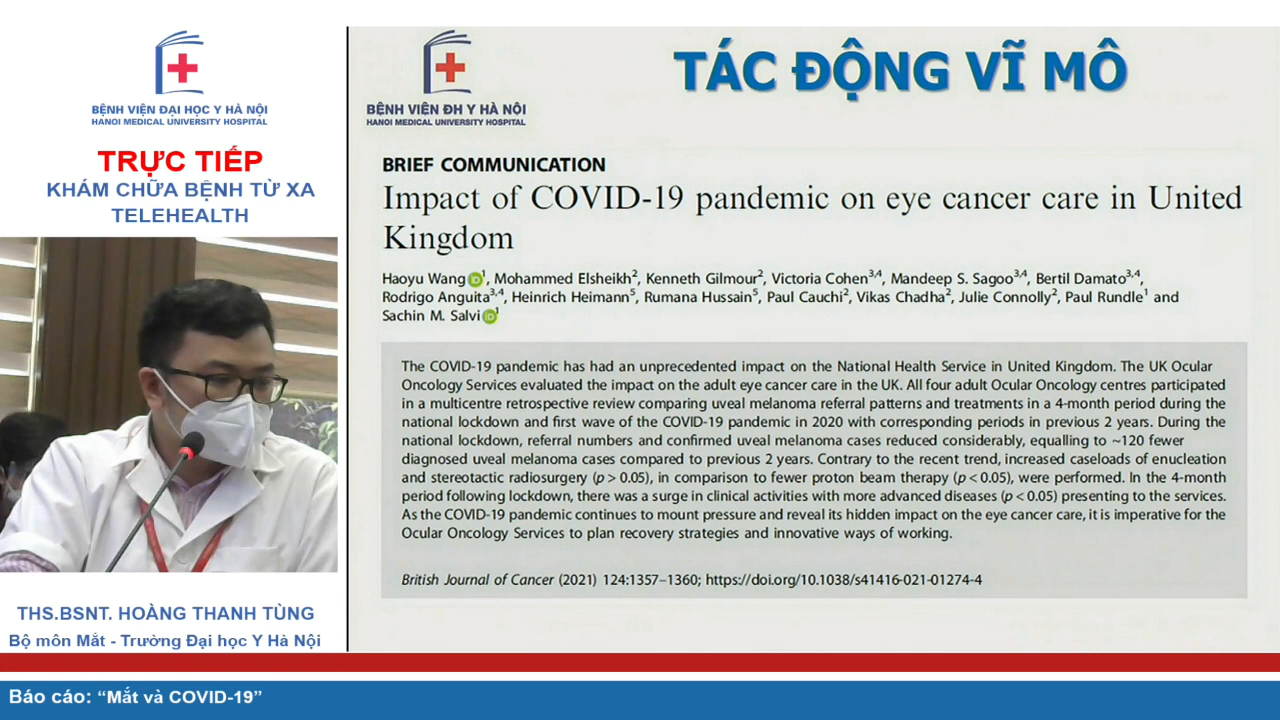 BỆNH VIỆN ĐẠI HỌC Y HÀ NỘI
HANOI MEDICAL UNIVERSITY HOSPITAL
TRỰC TIẾP
KHÁM CHỮA BỆNH TỪ XA
TELEHEALTH
THS.BSNT. HOÀNG THANH TÙNG
Bộ môn Mắt - Trường Đại học Y Hà Nội
BỆNH VIỆN ĐH Y HÀ NỘI
HANOI MEDICAL UNIVERSITY HOSPITAL
TÁC ĐỘNG VĨ MÔ
BRIEF COMMUNICATION
Impact of COVID-19 pandemic on eye cancer care in United
Kingdom
Haoyu Wang iD 1, Mohammed Elsheikh2, Kenneth Gilmour2, Victoria Cohen3,4, Mandeep S. Sagoo3,4, Bertil Damato3,4,
Rodrigo Anguita3,4, Heinrich Heimann5, Rumana Hussain5, Paul Cauchi2, Vikas Chadha2, Julie Connolly2, Paul Rundle1 and
Sachin M. Salvi iD 1
The COVID-19 pandemic has had an unprecedented impact on the National Health Service in United Kingdom. The UK Ocular
Oncology Services evaluated the impact on the adult eye cancer care in the UK. All four adult Ocular Oncology centres participated
in a multicentre retrospective review comparing uveal melanoma referral patterns and treatments in a 4-month period during the
national lockdown and first wave of the COVID-19 pandemic in 2020 with corresponding periods in previous 2 years. During the
national lockdown, referral numbers and confirmed uveal melanoma cases reduced considerably, equalling to ~120 fewer
diagnosed uveal melanoma cases compared to previous 2 years. Contrary to the recent trend, increased caseloads of enucleation
and stereotactic radiosurgery (p > 0.05), in comparison to fewer proton beam therapy (p < 0.05), were performed. In the 4-month
period following lockdown, there was a surge in clinical activities with more advanced diseases (p < 0.05) presenting to the services.
As the COVID-19 pandemic continues to mount pressure and reveal its hidden impact on the eye cancer care, it is imperative for the
Ocular Oncology Services to plan recovery strategies and innovative ways of working.
British Journal of Cancer (2021) 124:1357–1360; https://doi.org/10.1038/s41416-021-01274-4
Báo cáo: “Mắt và COVID-19”